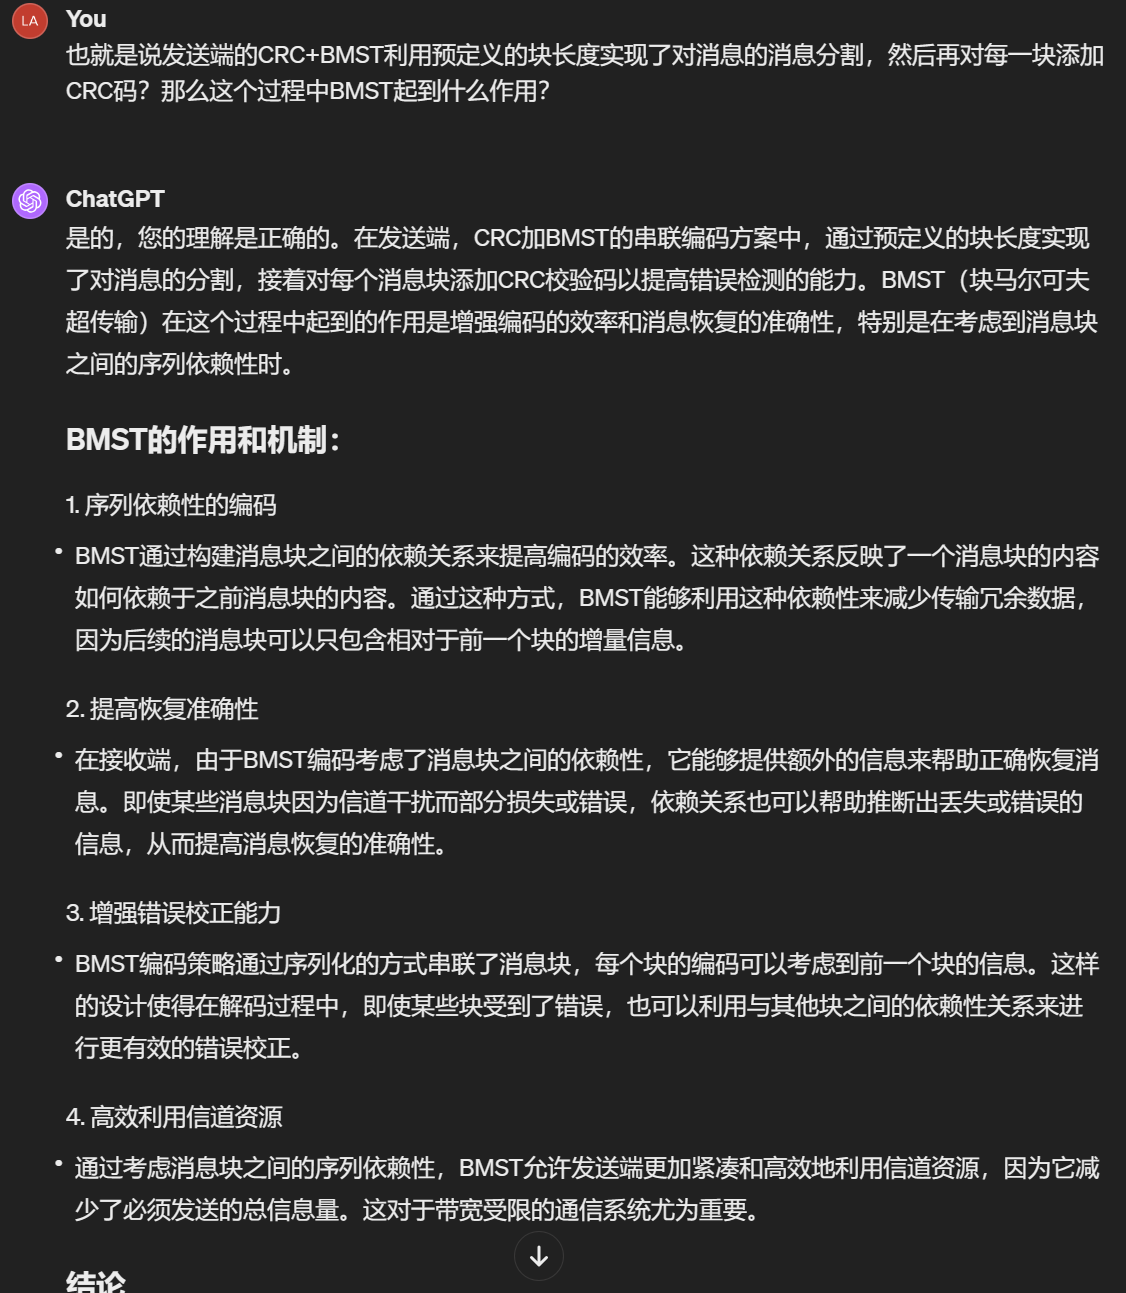 LA
You
也就是说发送端的CRC+BMST利用预定义的块长度实现了对消息的消息分割，然后再对每一块添加
CRC码？那么这个过程中BMST起到什么作用？
ChatGPT
是的，您的理解是正确的。在发送端，CRC加BMST的串联编码方案中，通过预定义的块长度实现
了对消息的分割，接着对每个消息块添加CRC校验码以提高错误检测的能力。BMST（块马尔可夫
超传输）在这个过程中起到的作用是增强编码的效率和消息恢复的准确性，特别是在考虑到消息块
之间的序列依赖性时。
BMST的作用和机制：
1. 序列依赖性的编码
• BMST通过构建消息块之间的依赖关系来提高编码的效率。这种依赖关系反映了一个消息块的内容
如何依赖于之前消息块的内容。通过这种方式，BMST能够利用这种依赖性来减少传输冗余数据，
因为后续的消息块可以只包含相对于前一个块的增量信息。
2. 提高恢复准确性
• 在接收端，由于BMST编码考虑了消息块之间的依赖性，它能够提供额外的信息来帮助正确恢复消
息。即使某些消息块因为信道干扰而部分损失或错误，依赖关系也可以帮助推断出丢失或错误的
信息，从而提高消息恢复的准确性。
3. 增强错误校正能力
• BMST编码策略通过序列化的方式串联了消息块，每个块的编码可以考虑到前一个块的信息。这样
的设计使得在解码过程中，即使某些块受到了错误，也可以利用与其他块之间的依赖性关系来进
行更有效的错误校正。
4. 高效利用信道资源
• 通过考虑消息块之间的序列依赖性，BMST允许发送端更加紧凑和高效地利用信道资源，因为它减
少了必须发送的总信息量。这对于带宽受限的通信系统尤为重要。
结论